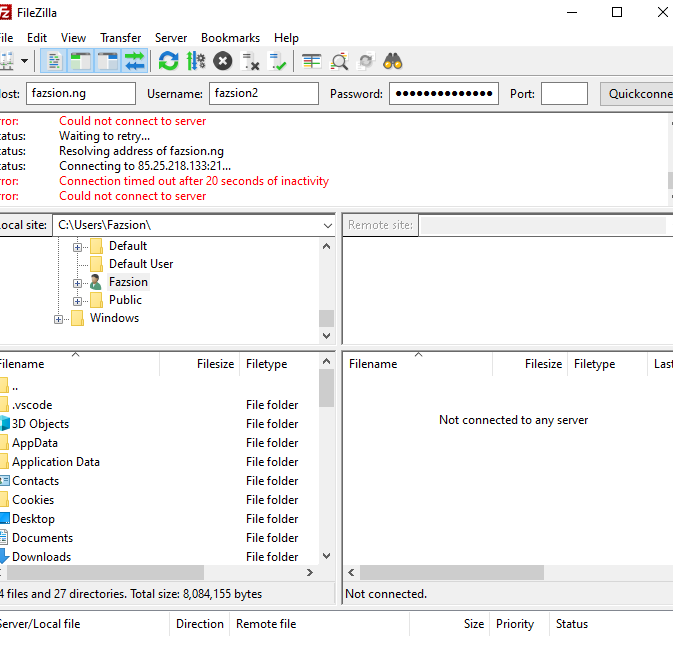 FileZilla
ile Edit View Transfer Server Bookmarks Help
ost: fazsion.ng Username: fazsion2 Password: ●●●●●●●●●●●●●● Port: Quickconne
rror: Could not connect to server
tatus: Waiting to retry...
tatus: Resolving address of fazsion.ng
tatus: Connecting to 85.25.218.133:21...
rror: Connection timed out after 20 seconds of inactivity
rror: Could not connect to server
ocal site: C:\Users\Fazsion\
Remote site:
Default
Default User
Fazsion
Public
Windows
Filename Filesize Filetype
..
.vscode File folder
3D Objects File folder
AppData File folder
Application Data File folder
Contacts File folder
Cookies File folder
Desktop File folder
Documents File folder
Downloads File folder
4 files and 27 directories. Total size: 8,084,155 bytes
Filename Filesize Filetype Last
Not connected to any server
Not connected.
Server/Local file Direction Remote file Size Priority Status